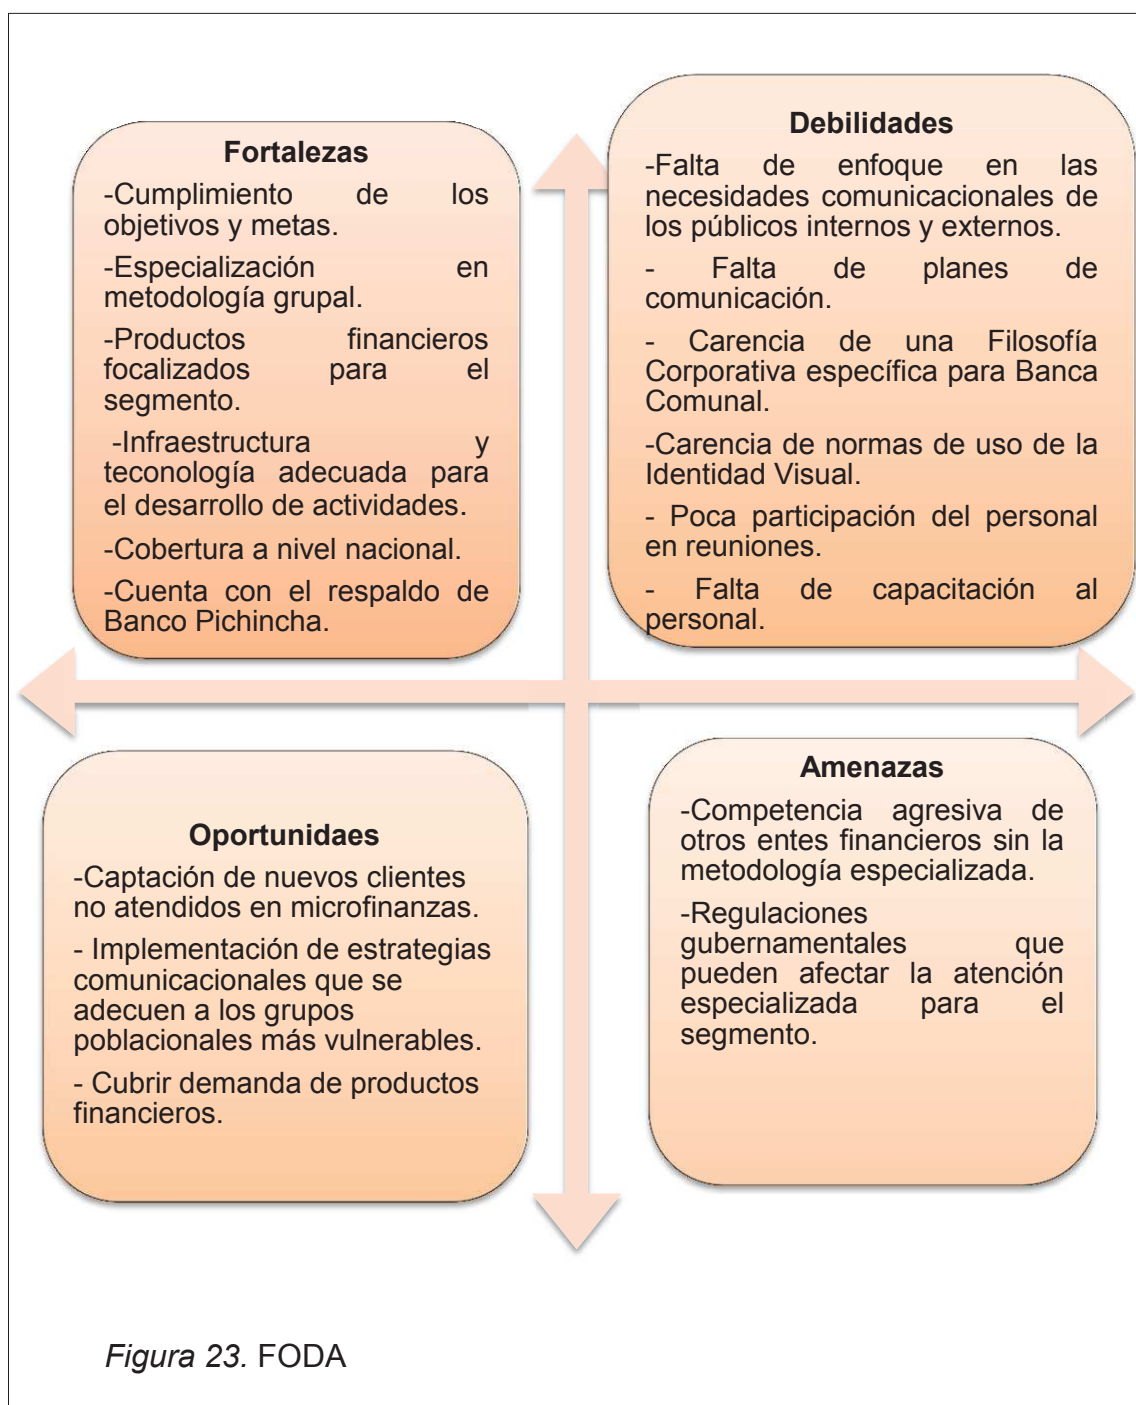 Fortalezas
-Cumplimiento de los
objetivos y metas.
-Especialización en
metodología grupal.
-Productos financieros
focalizados para el
segmento.
-Infraestructura y
teconología adecuada para
el desarrollo de actividades.
-Cobertura a nivel nacional.
-Cuenta con el respaldo de
Banco Pichincha.
Debilidades
-Falta de enfoque en las
necesidades comunicacionales de
los públicos internos y externos.
- Falta de planes de
comunicación.
- Carencia de una Filosofía
Corporativa específica para Banca
Comunal.
-Carencia de normas de uso de la
Identidad Visual.
- Poca participación del personal
en reuniones.
- Falta de capacitación al
personal.
Oportunidaes
-Captación de nuevos clientes
no atendidos en microfinanzas.
- Implementación de estrategias
comunicacionales que se
adecuen a los grupos
poblacionales más vulnerables.
- Cubrir demanda de productos
financieros.
Amenazas
-Competencia agresiva de
otros entes financieros sin la
metodología especializada.
-Regulaciones
gubernamentales que
pueden afectar la atención
especializada para el
segmento.
Figura 23. FODA